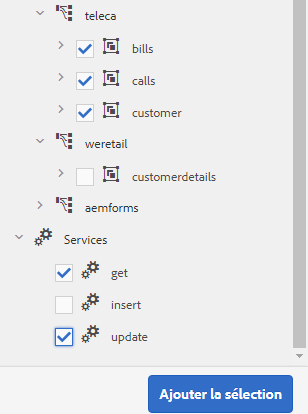 teleca
bills
calls
customer
weretail
customerdetails
aemforms
Services
get
insert
update
Ajouter la sélection